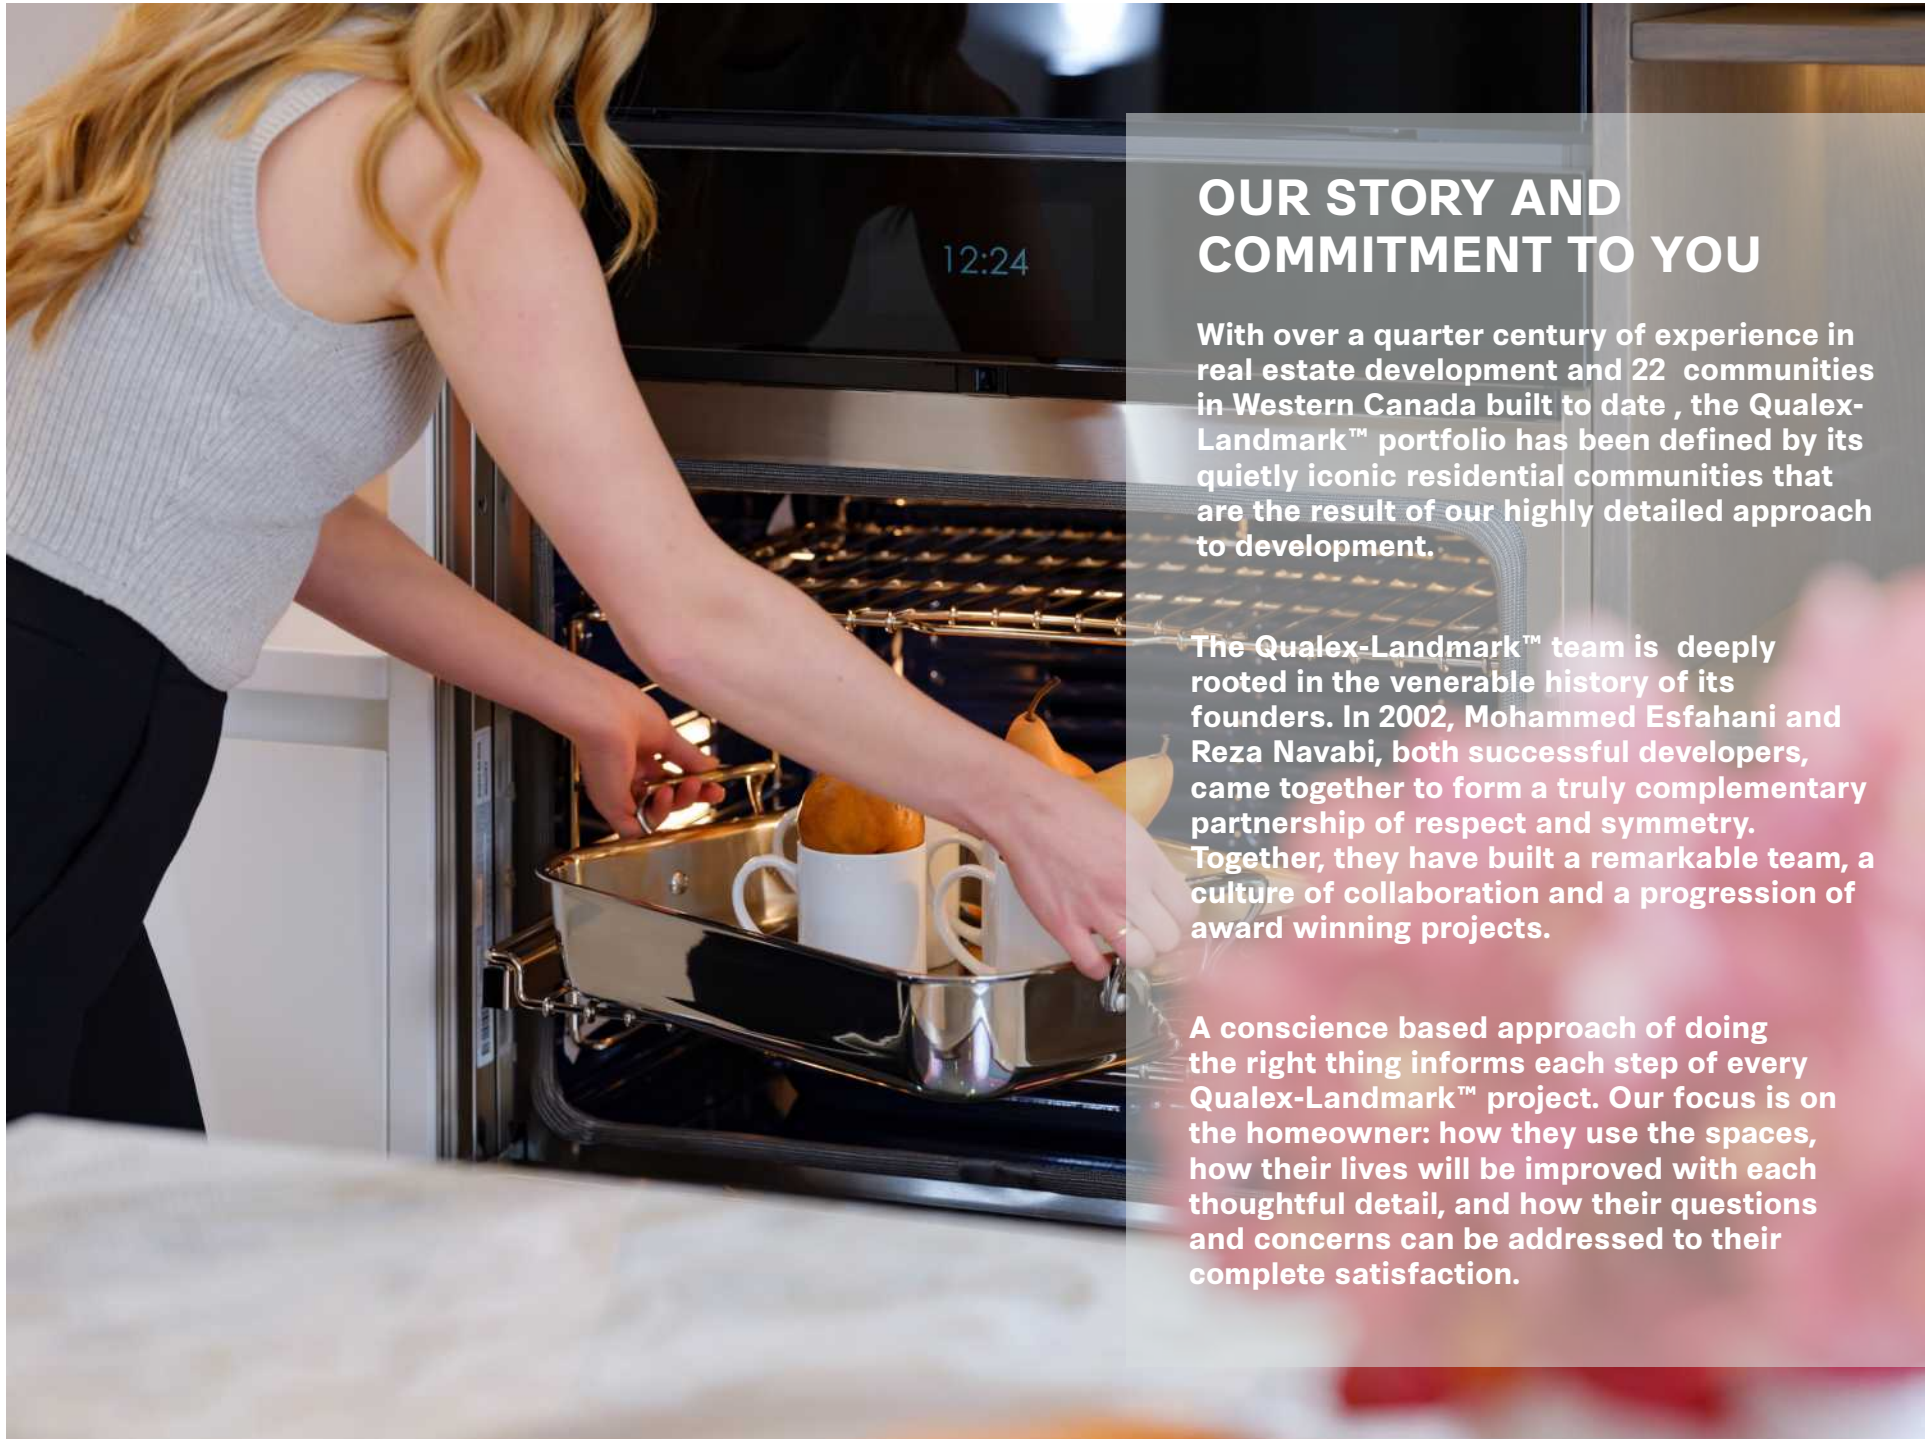 12:24
OUR STORY AND
COMMITMENT TO YOU
With over a quarter century of experience in
real estate development and 22 communities
in Western Canada built to date , the Qualex-
Landmark™ portfolio has been defined by its
quietly iconic residential communities that
are the result of our highly detailed approach
to development.
The Qualex-Landmark™ team is deeply
rooted in the venerable history of its
founders. In 2002, Mohammed Esfahani and
Reza Navabi, both successful developers,
came together to form a truly complementary
partnership of respect and symmetry.
Together, they have built a remarkable team, a
culture of collaboration and a progression of
award winning projects.
A conscience based approach of doing
the right thing informs each step of every
Qualex-Landmark™ project. Our focus is on
the homeowner: how they use the spaces,
how their lives will be improved with each
thoughtful detail, and how their questions
and concerns can be addressed to their
complete satisfaction.